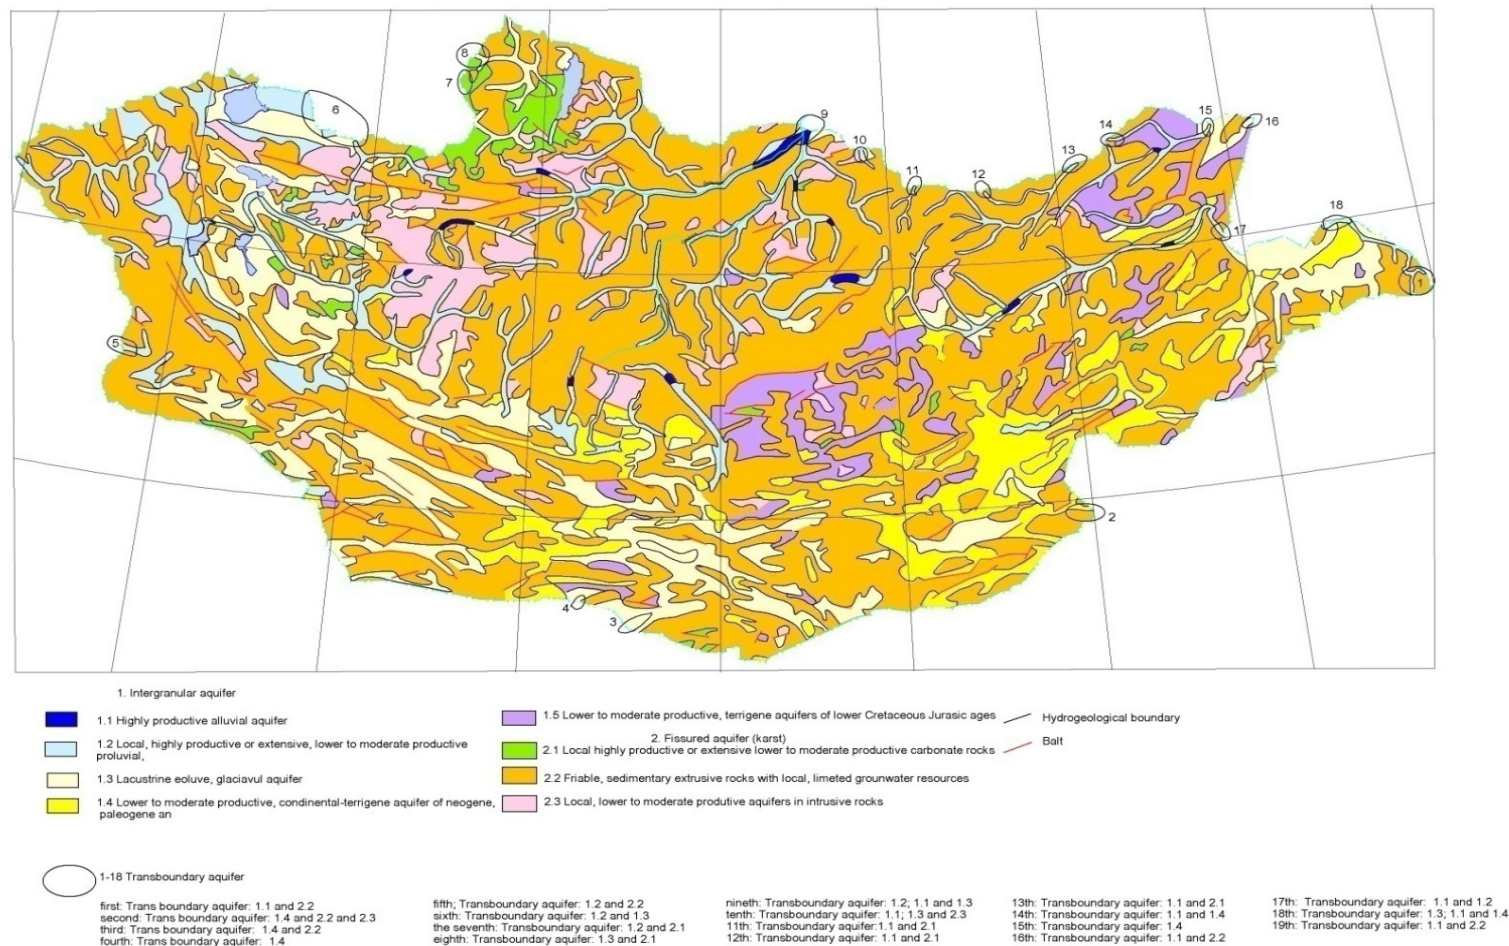 8
7
6
9
10
11
12
13
14
15
16
17
18
1
5
2
4
3
1. Intergranular aquifer
1.1 Highly productive alluvial aquifer
1.2 Local, highly productive or extensive, lower to moderate productive
proluvial,
1.3 Lacustrine eoluve, glaciavul aquifer
1.4 Lower to moderate productive, condinental-terrigene aquifer of neogene,
paleogene an
1.5 Lower to moderate productive, terrigene aquifers of lower Cretaceous Jurasic ages
2. Fissured aquifer (karst)
2.1 Local highly productive or extensive lower to moderate productive carbonate rocks
2.2 Friable, sedimentary extrusive rocks with local, limeted grounwater resources
2.3 Local, lower to moderate produtive aquifers in intrusive rocks
Hydrogeological boundary
Balt
1-18 Transboundary aquifer
first: Trans boundary aquifer: 1.1 and 2.2
second: Trans boundary aquifer: 1.4 and 2.2 and 2.3
third: Trans boundary aquifer: 1.4 and 2.2
fourth: Trans boundary aquifer: 1.4
fifth; Transboundary aquifer: 1.2 and 2.2
sixth: Transboundary aquifer: 1.2 and 1.3
the seventh: Transboundary aquifer: 1.2 and 2.1
eighth: Transboundary aquifer: 1.3 and 2.1
nineth: Transboundary aquifer: 1.2; 1.1 and 1.3
tenth: Transboundary aquifer: 1.1; 1.3 and 2.3
11th: Transboundary aquifer:1.1 and 2.1
12th: Transboundary aquifer: 1.1 and 2.1
13th: Transboundary aquifer: 1.1 and 2.1
14th: Transboundary aquifer: 1.1 and 1.4
15th: Transboundary aquifer: 1.4
16th: Transboundary aquifer: 1.1 and 2.2
17th: Transboundary aquifer: 1.1 and 1.2
18th: Transboundary aquifer: 1.3; 1.1 and 1.4
19th: Transboundary aquifer: 1.1 and 2.2